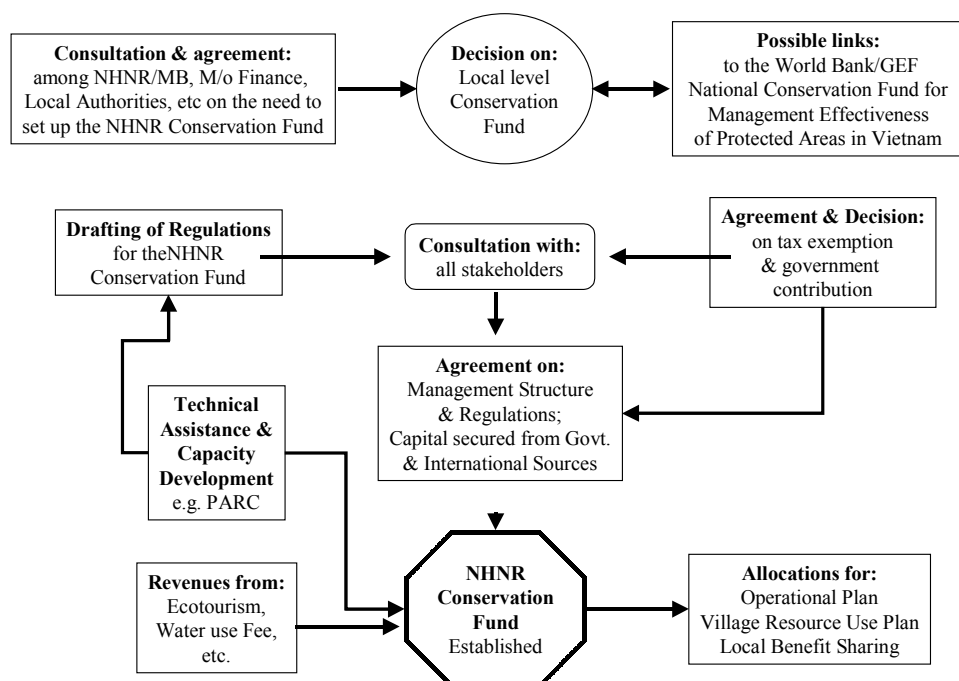 Consultation & agreement:
among NHNR/MB, M/o Finance,
Local Authorities, etc on the need to
set up the NHNR Conservation Fund
Decision on:
Local level
Conservation
Fund
Possible links:
to the World Bank/GEF
National Conservation Fund for
Management Effectiveness
of Protected Areas in Vietnam
Drafting of Regulations
for theNHNR
Conservation Fund
Consultation with:
all stakeholders
Agreement & Decision:
on tax exemption
& government
contribution
Agreement on:
Management Structure
& Regulations;
Capital secured from Govt.
& International Sources
Technical
Assistance &
Capacity
Development
e.g. PARC
Revenues from:
Ecotourism,
Water use Fee,
etc.
NHNR
Conservation
Fund
Established
Allocations for:
Operational Plan
Village Resource Use Plan
Local Benefit Sharing